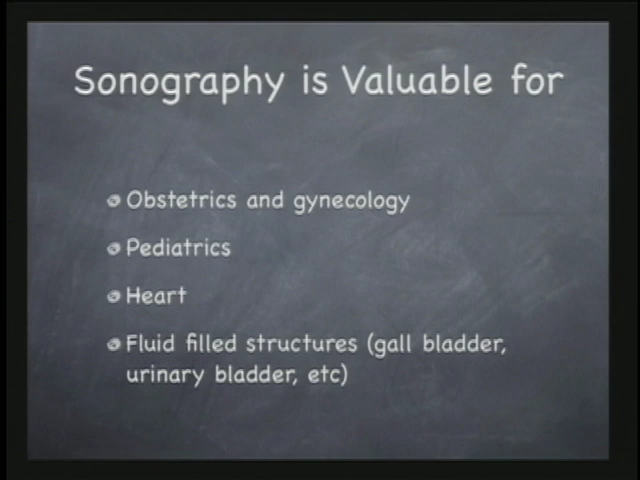 Sonography is Valuable for
Obstetrics and gynecology
Pediatrics
Heart
Fluid filled structures (gall bladder,
urinary bladder, etc)